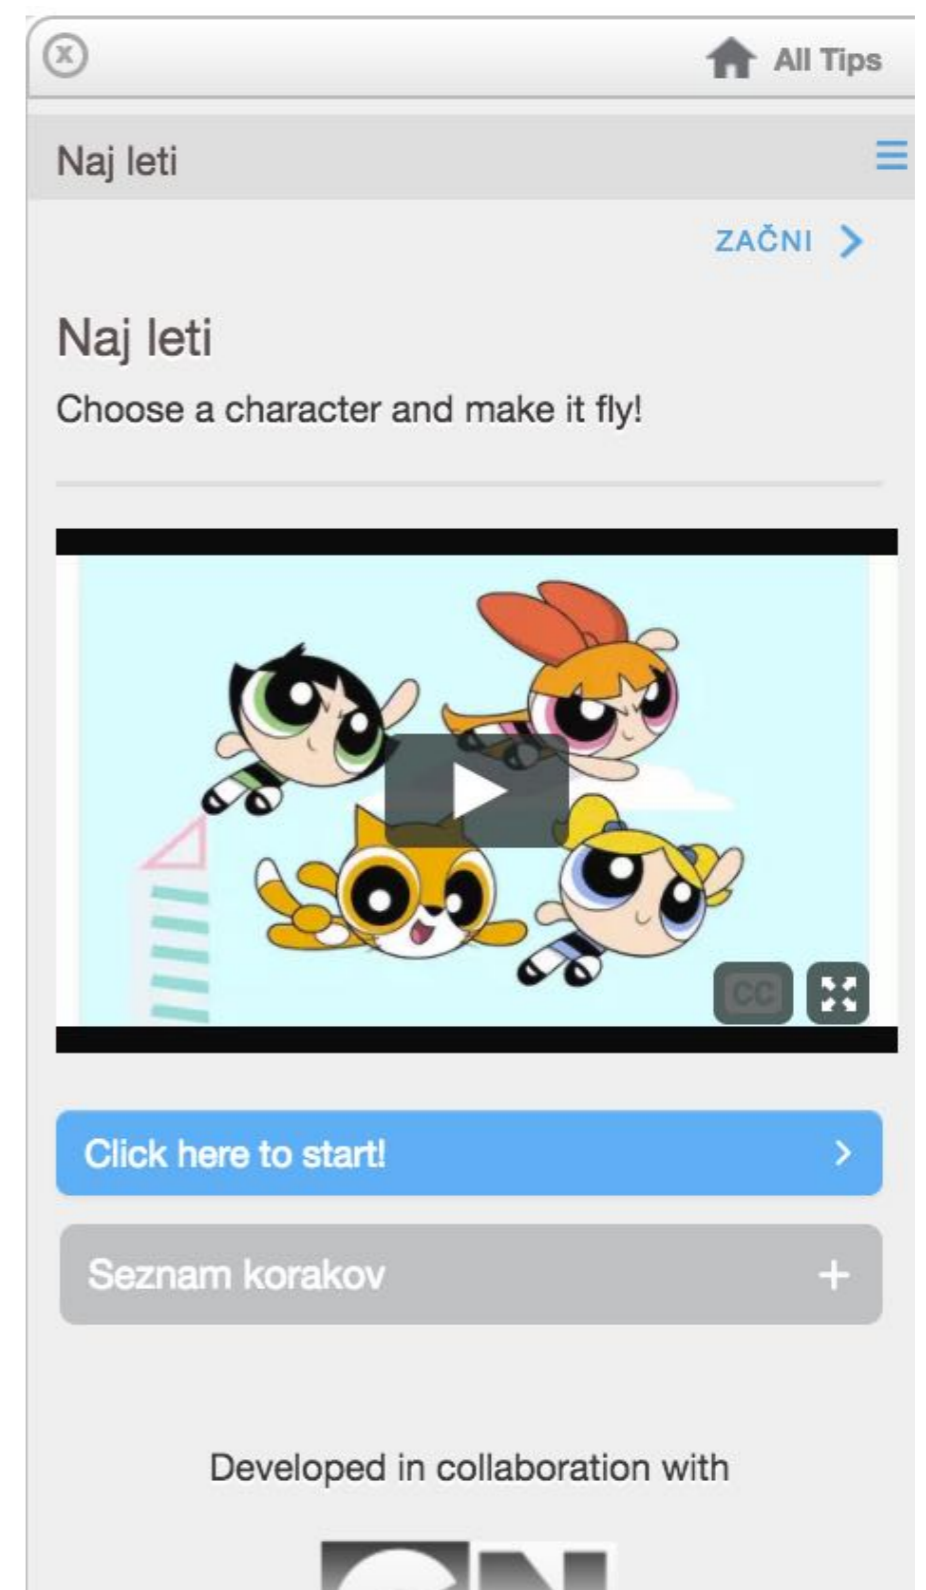 All Tips
Naj leti
ZAČNI
Naj leti
Choose a character and make it fly!
CC
Click here to start!
Seznam korakov
Developed in collaboration with
CN